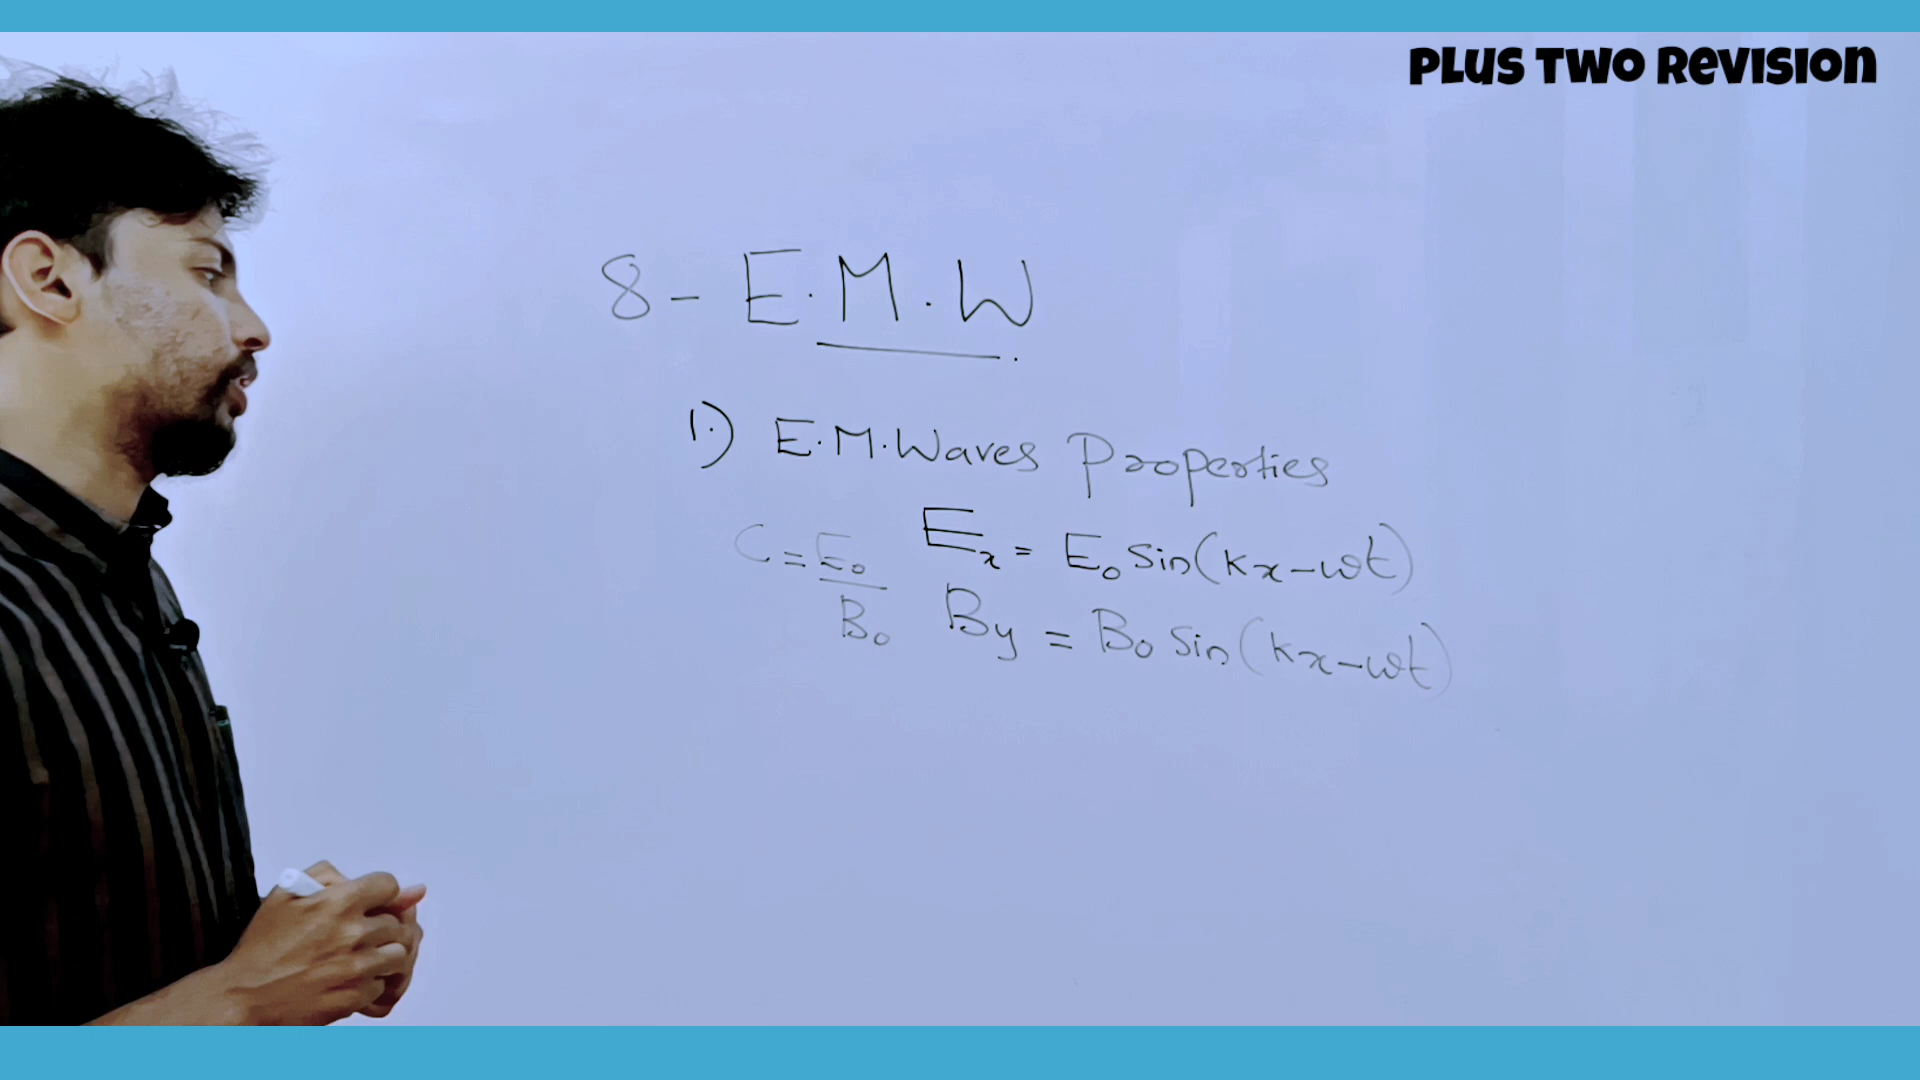 PLUS TWO REVISION
8 - E.M.W
1.) E.M.Waves Properties
C = E₀/B₀
Eₓ = E₀ sin(kx-ωt)
By = B₀ sin(kx-ωt)